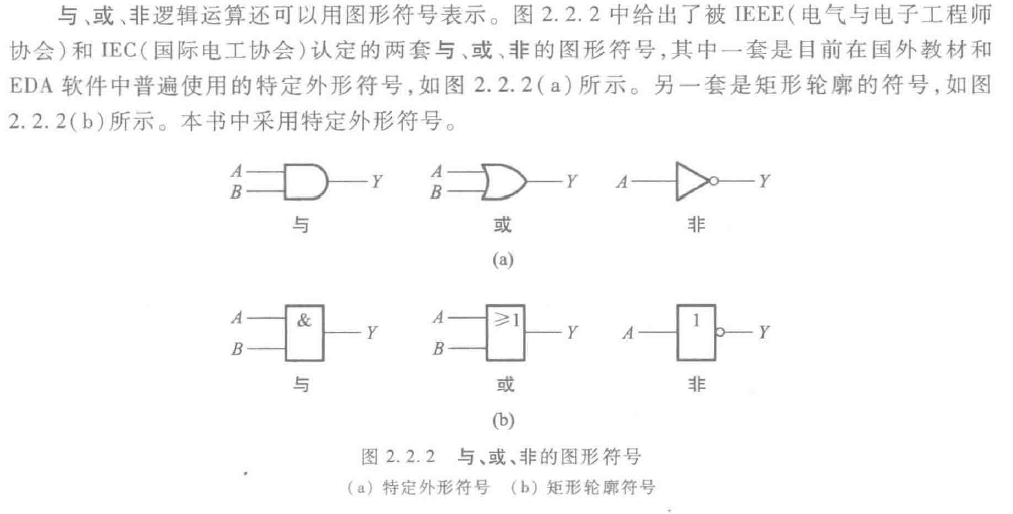 与、或、非逻辑运算还可以用图形符号表示。图 2.2.2 中给出了被 IEEE(电气与电子工程师
协会)和 IEC(国际电工协会)认定的两套与、或、非的图形符号,其中一套是目前在国外教材和
EDA 软件中普遍使用的特定外形符号,如图 2.2.2(a)所示。另一套是矩形轮廓的符号,如图
2.2.2(b)所示。本书中采用特定外形符号。
A Y A Y A Y
B B
与 或 非
(a)
A & Y A ≥1 Y A 1 Y
B B
与 或 非
(b)
图 2.2.2 与、或、非的图形符号
(a) 特定外形符号 (b) 矩形轮廓符号